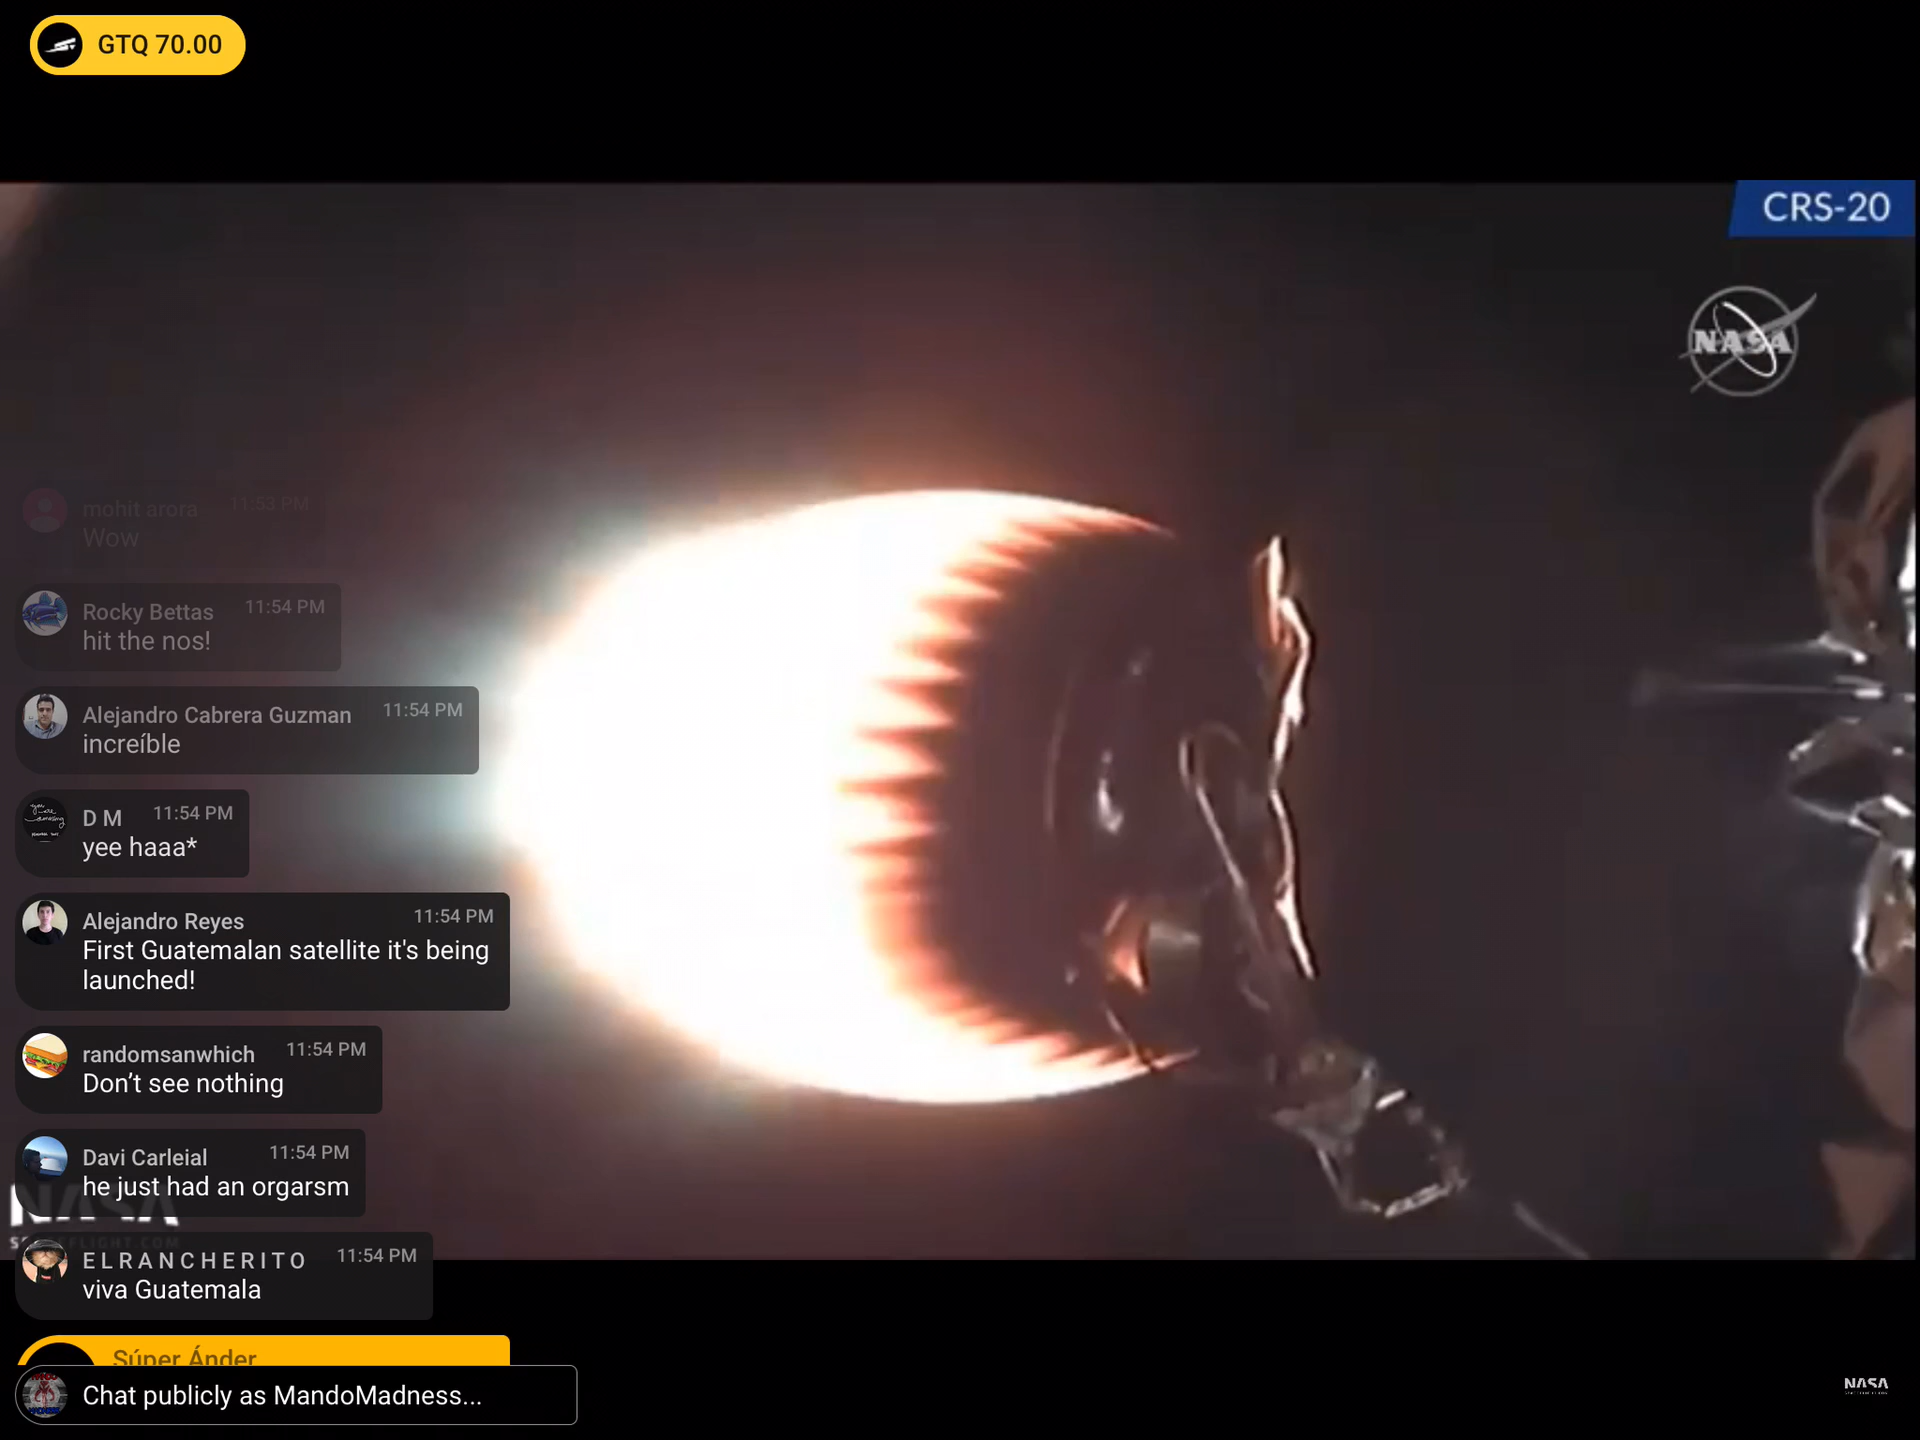 GTQ 70.00
CRS-20
NASA
mohit arora 11:53 PM
Wow
Rocky Bettas 11:54 PM
hit the nos!
Alejandro Cabrera Guzman 11:54 PM
increíble
D M 11:54 PM
yee haaa*
Alejandro Reyes 11:54 PM
First Guatemalan satellite it's being
launched!
randomsanwhich 11:54 PM
Don’t see nothing
Davi Carleial 11:54 PM
he just had an orgarsm
NASA
E L R A N C H E R I T O 11:54 PM
viva Guatemala
Súper Ánder
Chat publicly as MandoMadness...
NASA